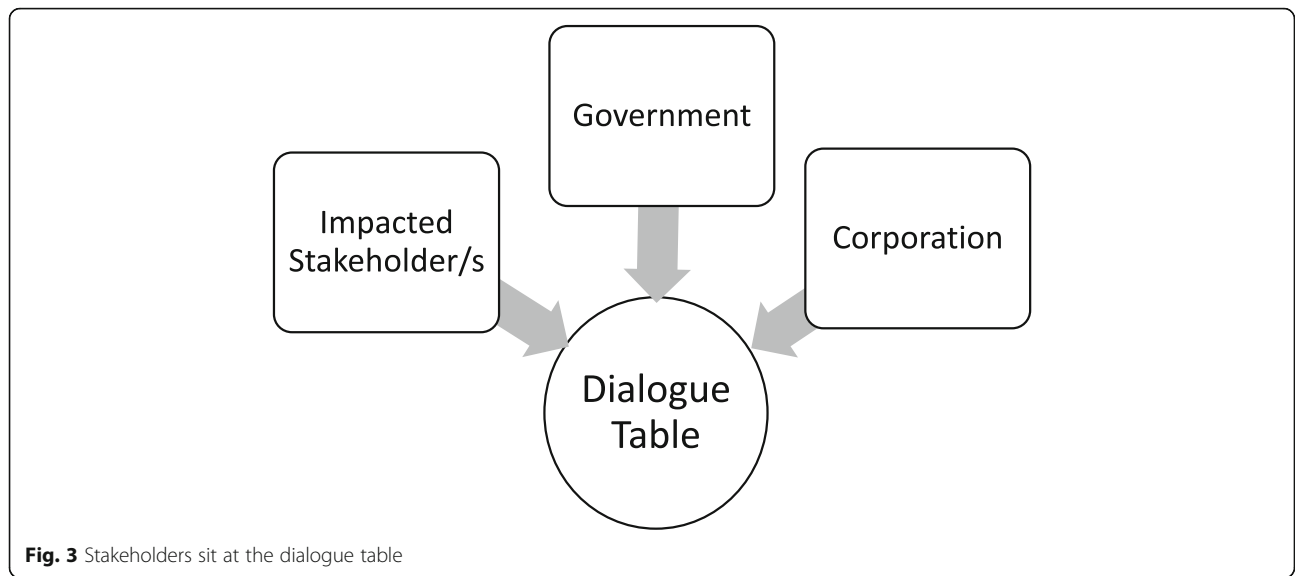 Government
Impacted
Stakeholder/s
Corporation
Dialogue
Table
Fig. 3 Stakeholders sit at the dialogue table